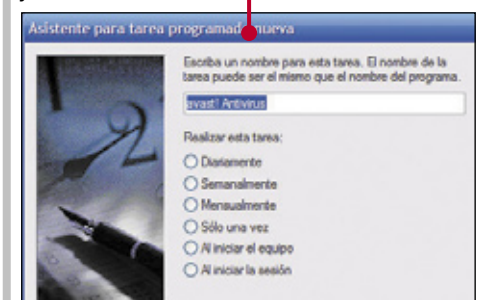 Asistente para tarea programada nueva
Escriba un nombre para esta tarea. El nombre de la
tarea puede ser el mismo que el nombre del programa.
avast! Antivirus
Realizar esta tarea:
Diariamente
Semanalmente
Mensualmente
Sólo una vez
Al iniciar el equipo
Al iniciar la sesión